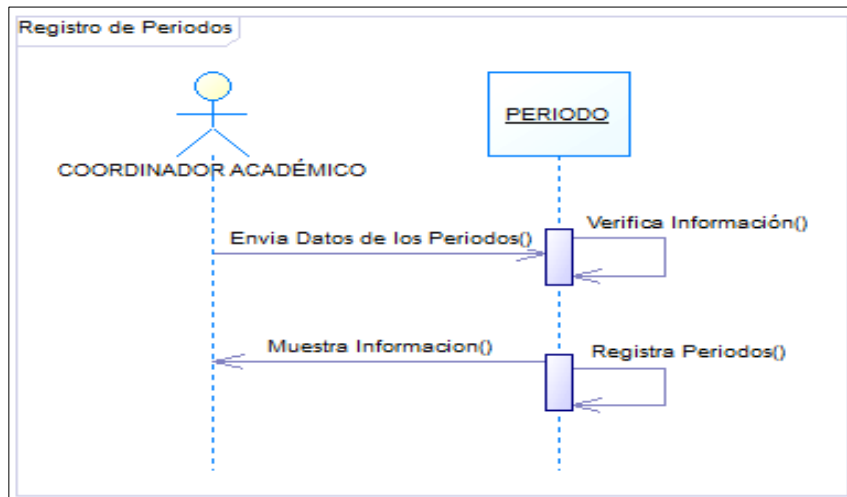 Registro de Periodos
COORDINADOR ACADÉMICO
PERIODO
Envia Datos de los Periodos()
Verifica Información()
Muestra Informacion()
Registra Periodos()